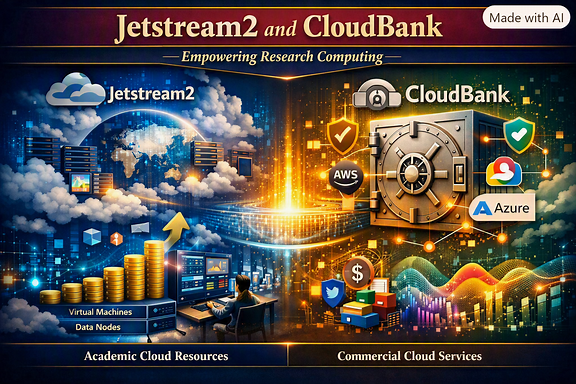 Jetstream2 and CloudBank
Made with AI
Empowering Research Computing
Jetstream2
CloudBank
AWS
Azure
$
Virtual Machines
Data Nodes
Academic Cloud Resources
Commercial Cloud Services